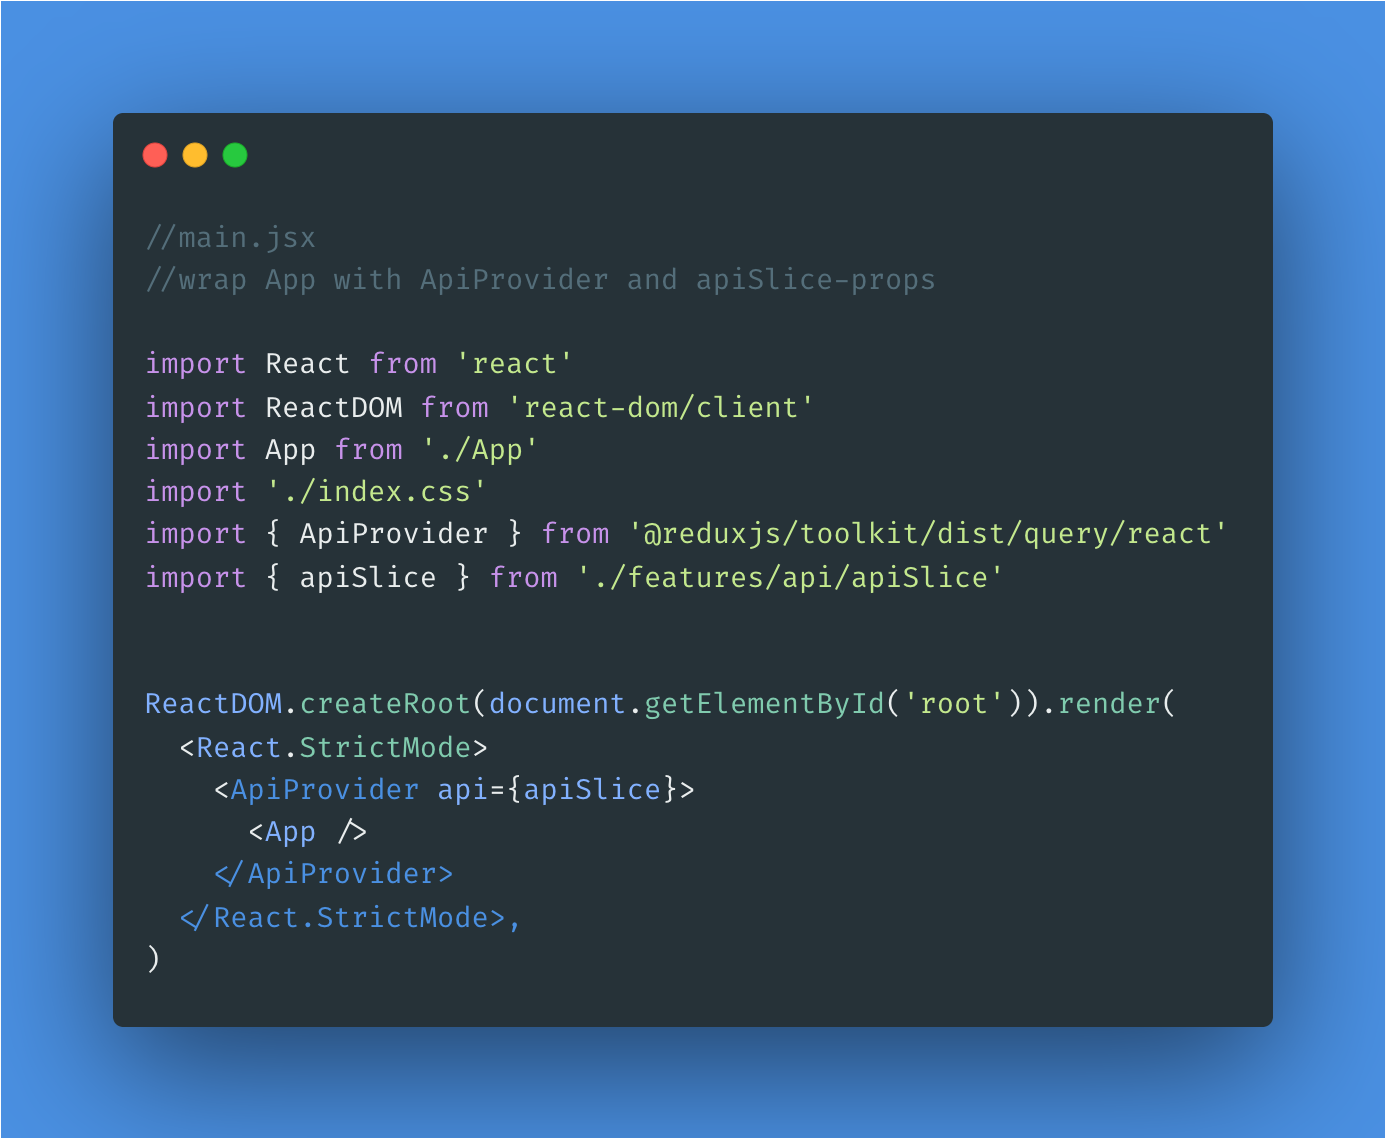 //main.jsx
//wrap App with ApiProvider and apiSlice-props
import React from 'react'
import ReactDOM from 'react-dom/client'
import App from './App'
import './index.css'
import { ApiProvider } from '@reduxjs/toolkit/dist/query/react'
import { apiSlice } from './features/api/apiSlice'
ReactDOM.createRoot(document.getElementById('root')).render(
  <React.StrictMode>
    <ApiProvider api={apiSlice}>
      <App />
    </ApiProvider>
  </React.StrictMode>,
)